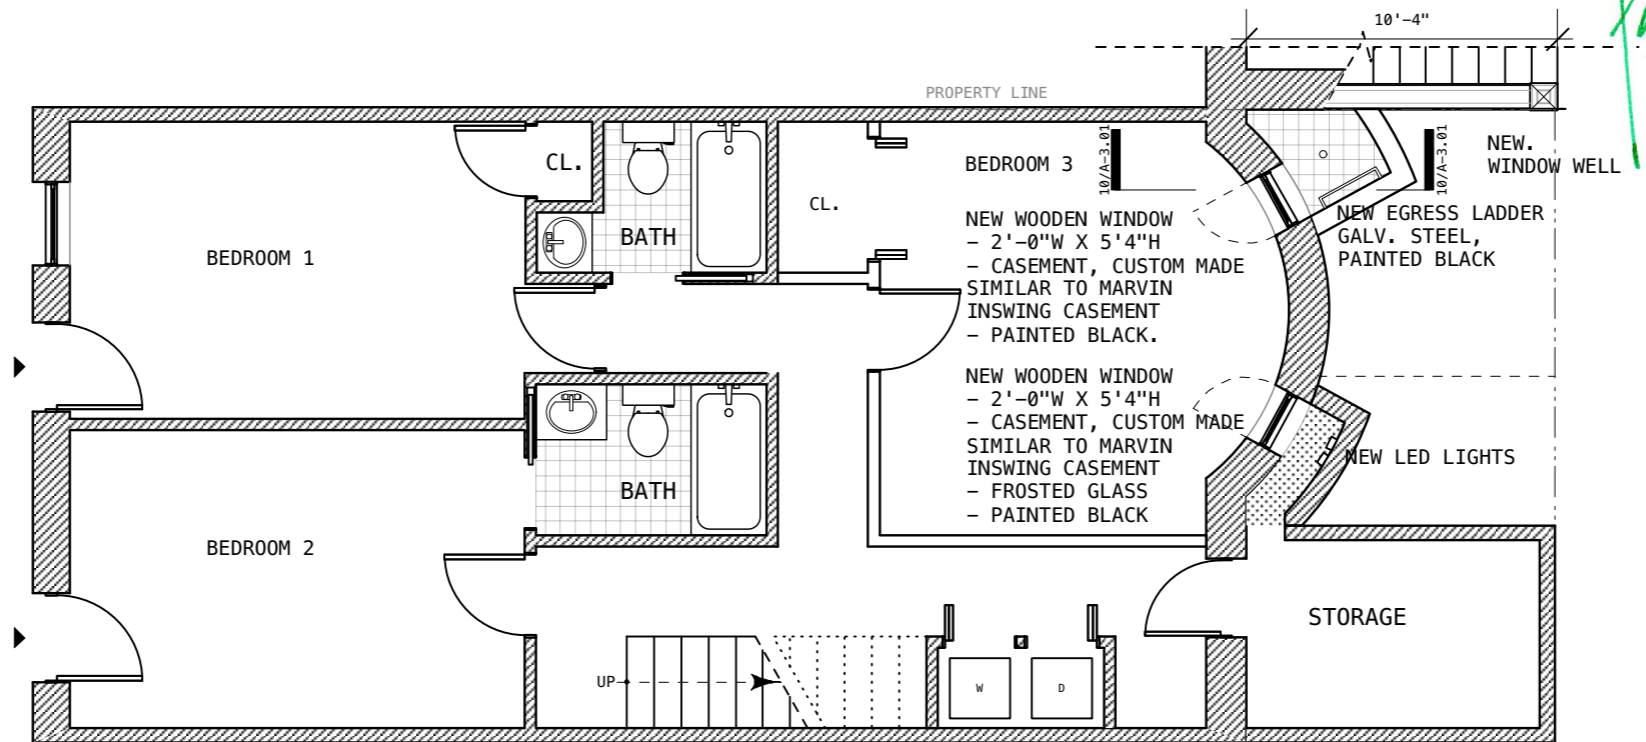 10'-4"
PROPERTY LINE
CL.
BEDROOM 3
10/A-3.01
10/A-3.01
NEW.
WINDOW WELL
CL.
BATH
BEDROOM 1
NEW WOODEN WINDOW
- 2'-0"W X 5'4"H
- CASEMENT, CUSTOM MADE
SIMILAR TO MARVIN
INSWING CASEMENT
- PAINTED BLACK.
NEW EGRESS LADDER
GALV. STEEL,
PAINTED BLACK
NEW WOODEN WINDOW
- 2'-0"W X 5'4"H
- CASEMENT, CUSTOM MADE
SIMILAR TO MARVIN
INSWING CASEMENT
- FROSTED GLASS
- PAINTED BLACK
NEW LED LIGHTS
BATH
BEDROOM 2
STORAGE
UP
W
D